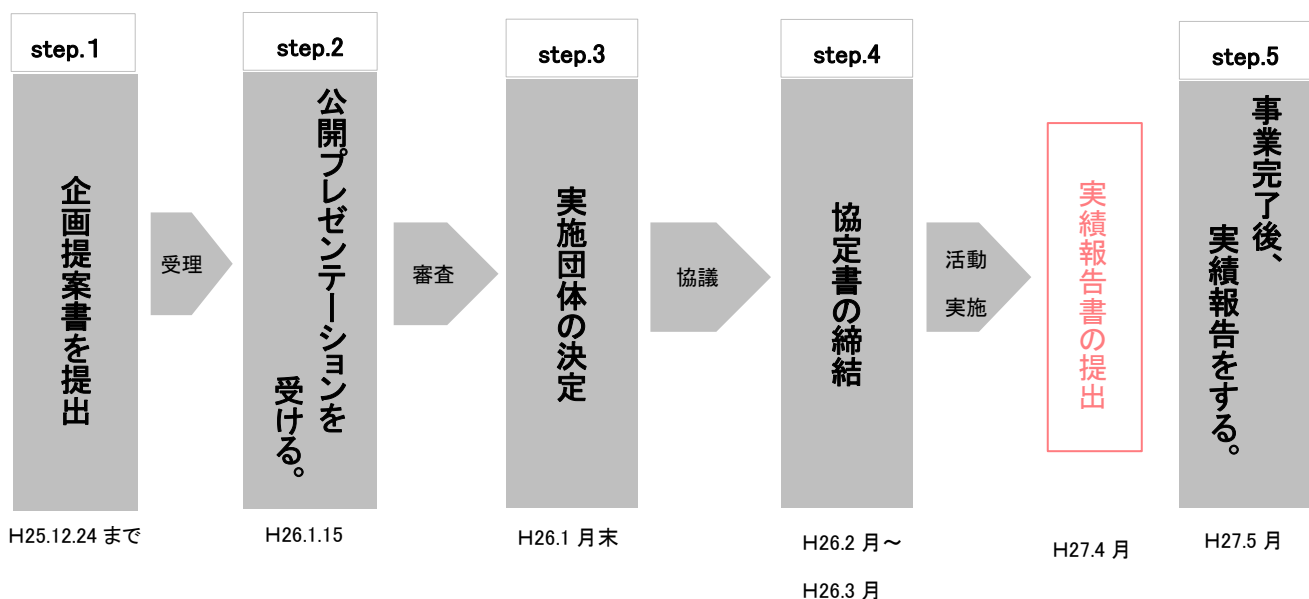 step.1
企画提案書を提出
H25.12.24 まで
受理
step.2
公開プレゼンテーションを
受ける。
H26.1.15
審査
step.3
実施団体の決定
H26.1 月末
協議
step.4
協定書の締結
H26.2 月~
H26.3 月
活動
実施
実績報告書の提出
H27.4 月
step.5
事業完了後、
実績報告をする。
H27.5 月